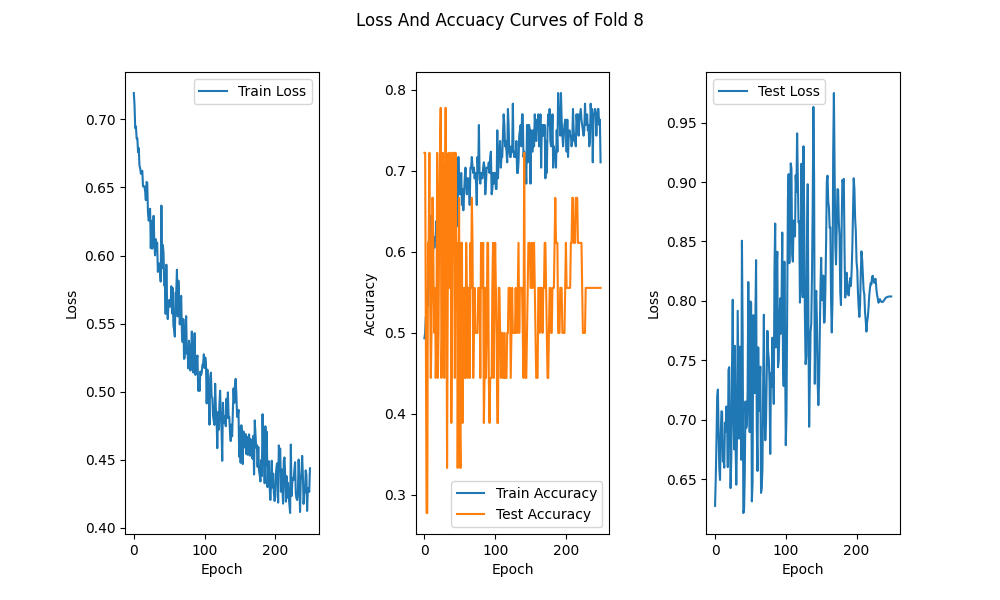 Loss And Accuacy Curves of Fold 8
Train Loss
0.70
0.65
0.60
0.55
0.50
0.45
0.40
Loss
0
100
200
Epoch
0.8
0.7
0.6
0.5
0.4
0.3
Accuracy
Train Accuracy
Test Accuracy
0
100
200
Epoch
Test Loss
0.95
0.90
0.85
0.80
0.75
0.70
0.65
Loss
0
100
200
Epoch